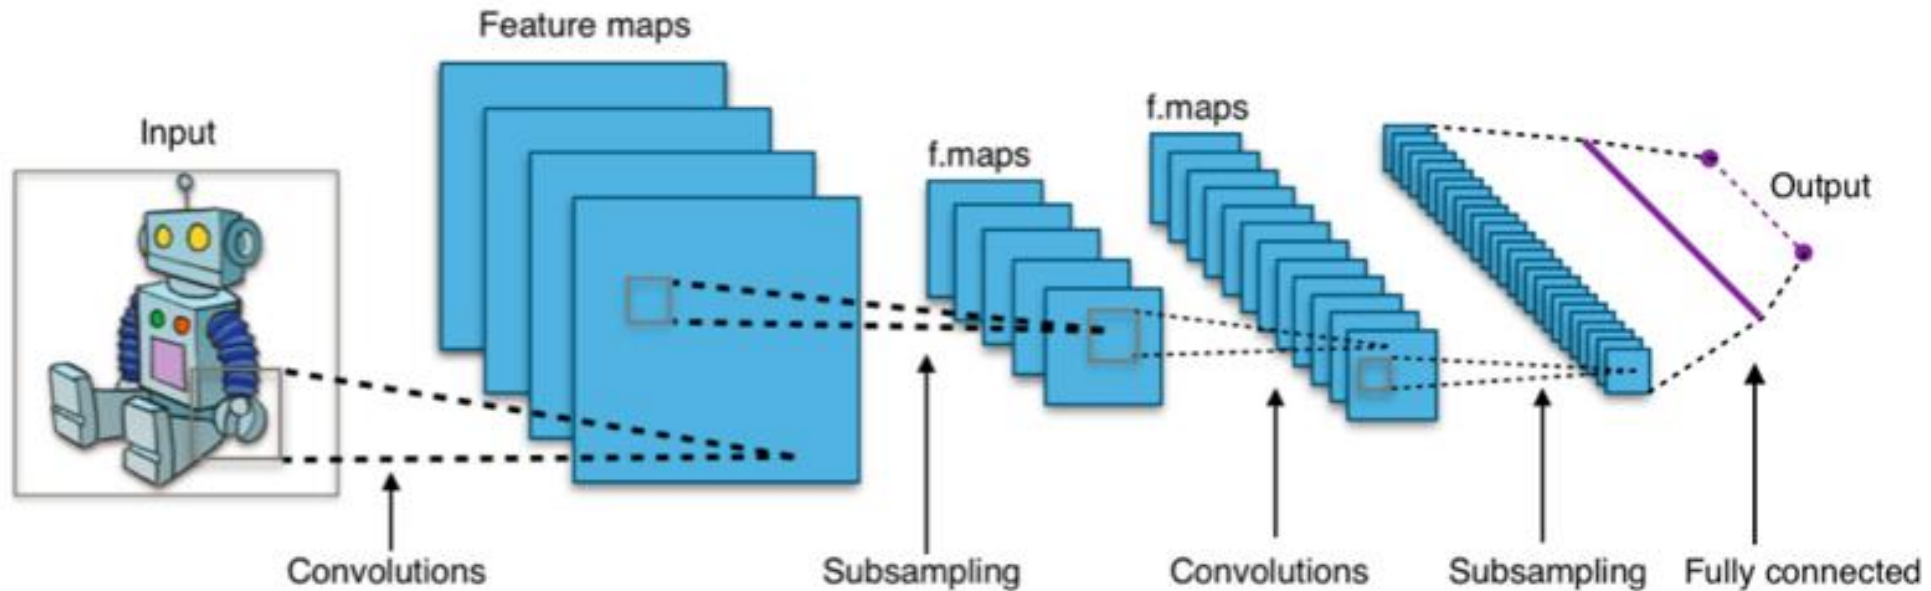 Feature maps
Input
f.maps
f.maps
Output
Convolutions
Subsampling
Convolutions
Subsampling
Fully connected